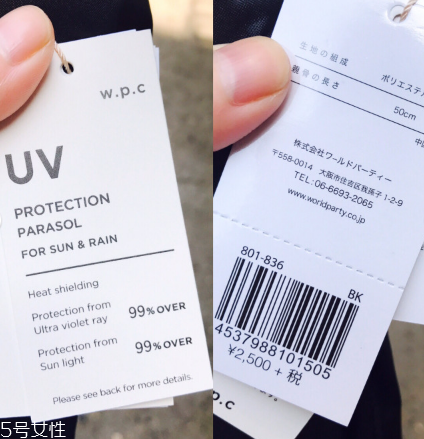 w.p.c
UV
PROTECTION
PARASOL
FOR SUN & RAIN
Heat shielding
Protection from
Ultra violet ray 99%OVER
Protection from
Sun light 99%OVER
Please see back for more details.
5号女性
生地の組成 ポリエステル
親骨の長さ 50cm
中国
株式会社ワールドパーティー
〒558-0014 大阪市住吉区我孫子1-2-9
TEL:06-6693-2065
www.worldparty.co.jp
801-836
BK
4537988101505
¥2,500+税
w.p.c